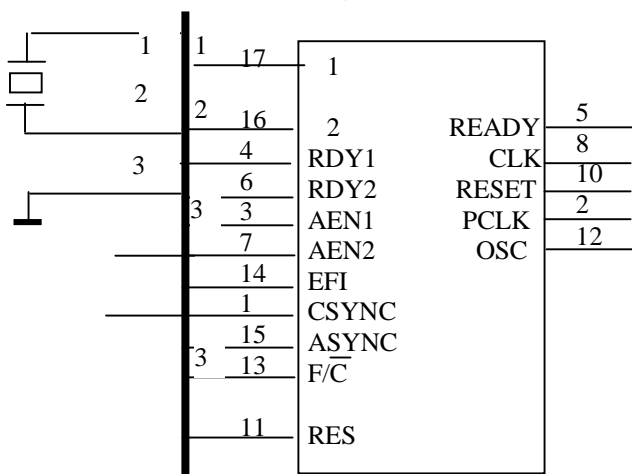 1 1 17 1
2 2 16 2 READY 5
3 4 RDY1 CLK 8
6 RDY2 RESET 10
3 3 AEN1 PCLK 2
7 AEN2 OSC 12
14 EFI
1 CSYNC
15 ASYNC
3 13 F/C̅
11 RES